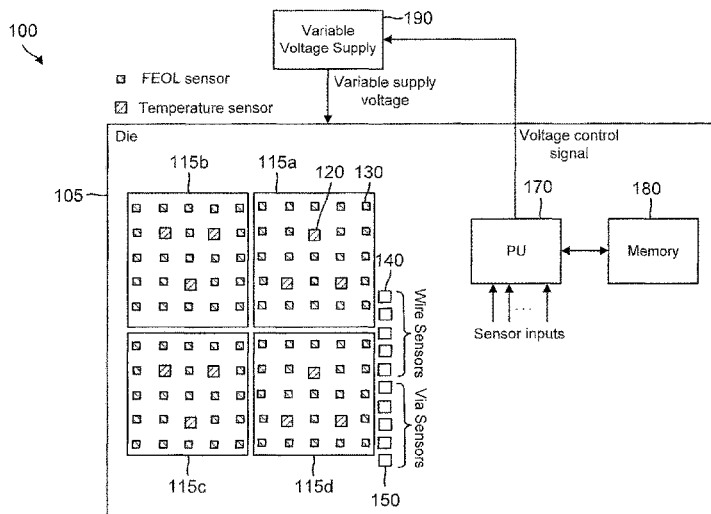 100
190
Variable
Voltage Supply
FEOL sensor
Temperature sensor
Variable supply
voltage
Die
Voltage control
signal
115b
115a
120
130
105
170
180
PU
Memory
140
Sensor inputs
Wire Sensors
Via Sensors
115c
115d
150